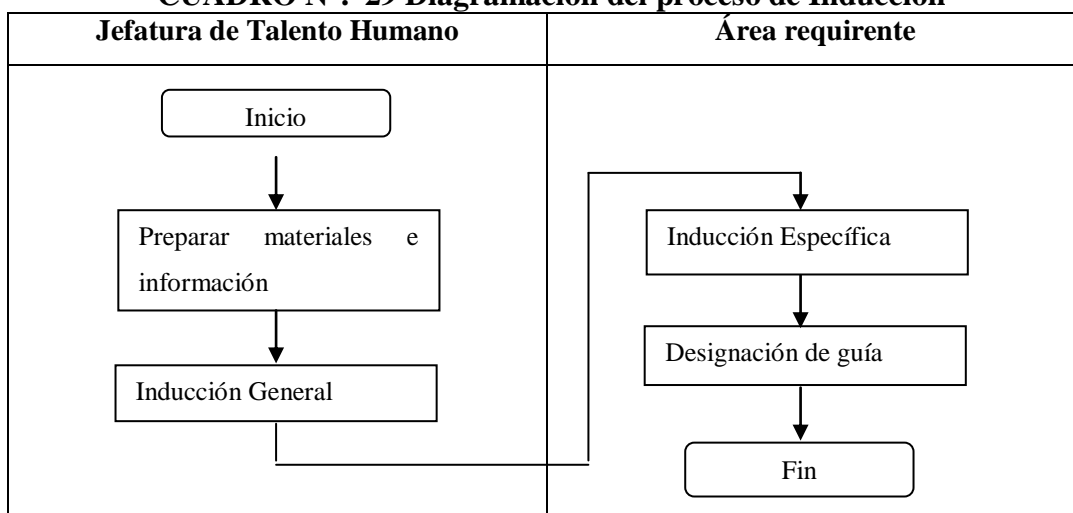 CUADRO Nº. 29 Diagramación del proceso de Inducción
Jefatura de Talento Humano
Área requirente
Inicio
Preparar materiales e
información
Inducción General
Inducción Específica
Designación de guía
Fin